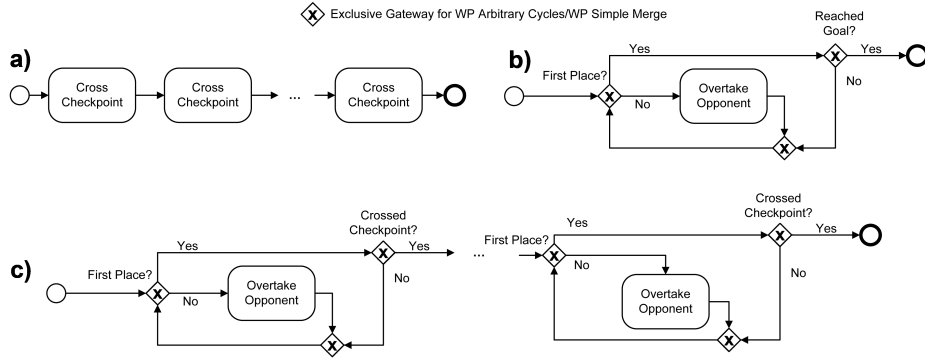 X Exclusive Gateway for WP Arbitrary Cycles/WP Simple Merge
a)
Cross
Checkpoint
Cross
Checkpoint
...
Cross
Checkpoint
b)
First Place?
X
Yes
No
Overtake
Opponent
X
Reached
Goal?
X
Yes
No
c)
First Place?
X
Yes
No
Overtake
Opponent
X
Crossed
Checkpoint?
X
Yes
No
...
First Place?
X
Yes
No
Overtake
Opponent
X
Crossed
Checkpoint?
X
Yes
No